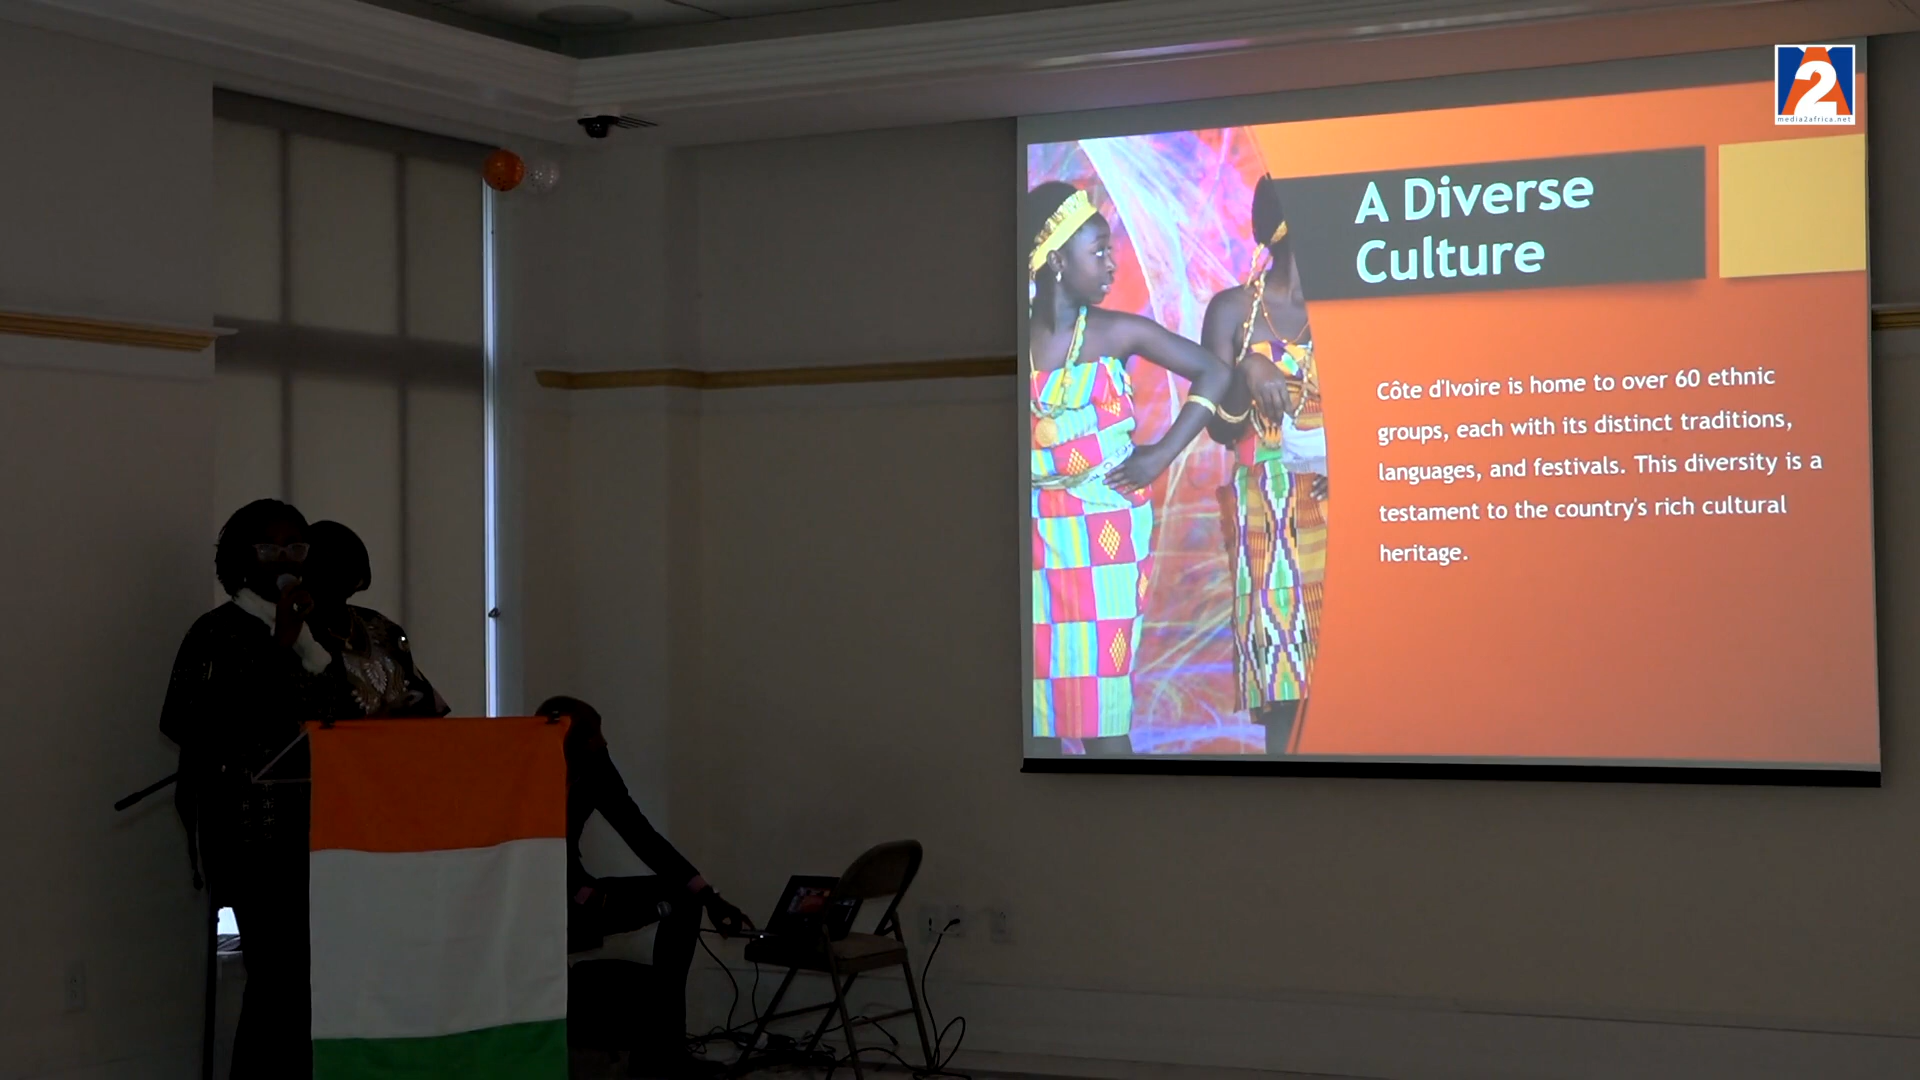 2
media2africa.net
A Diverse
Culture
Côte d'Ivoire is home to over 60 ethnic
groups, each with its distinct traditions,
languages, and festivals. This diversity is a
testament to the country's rich cultural
heritage.